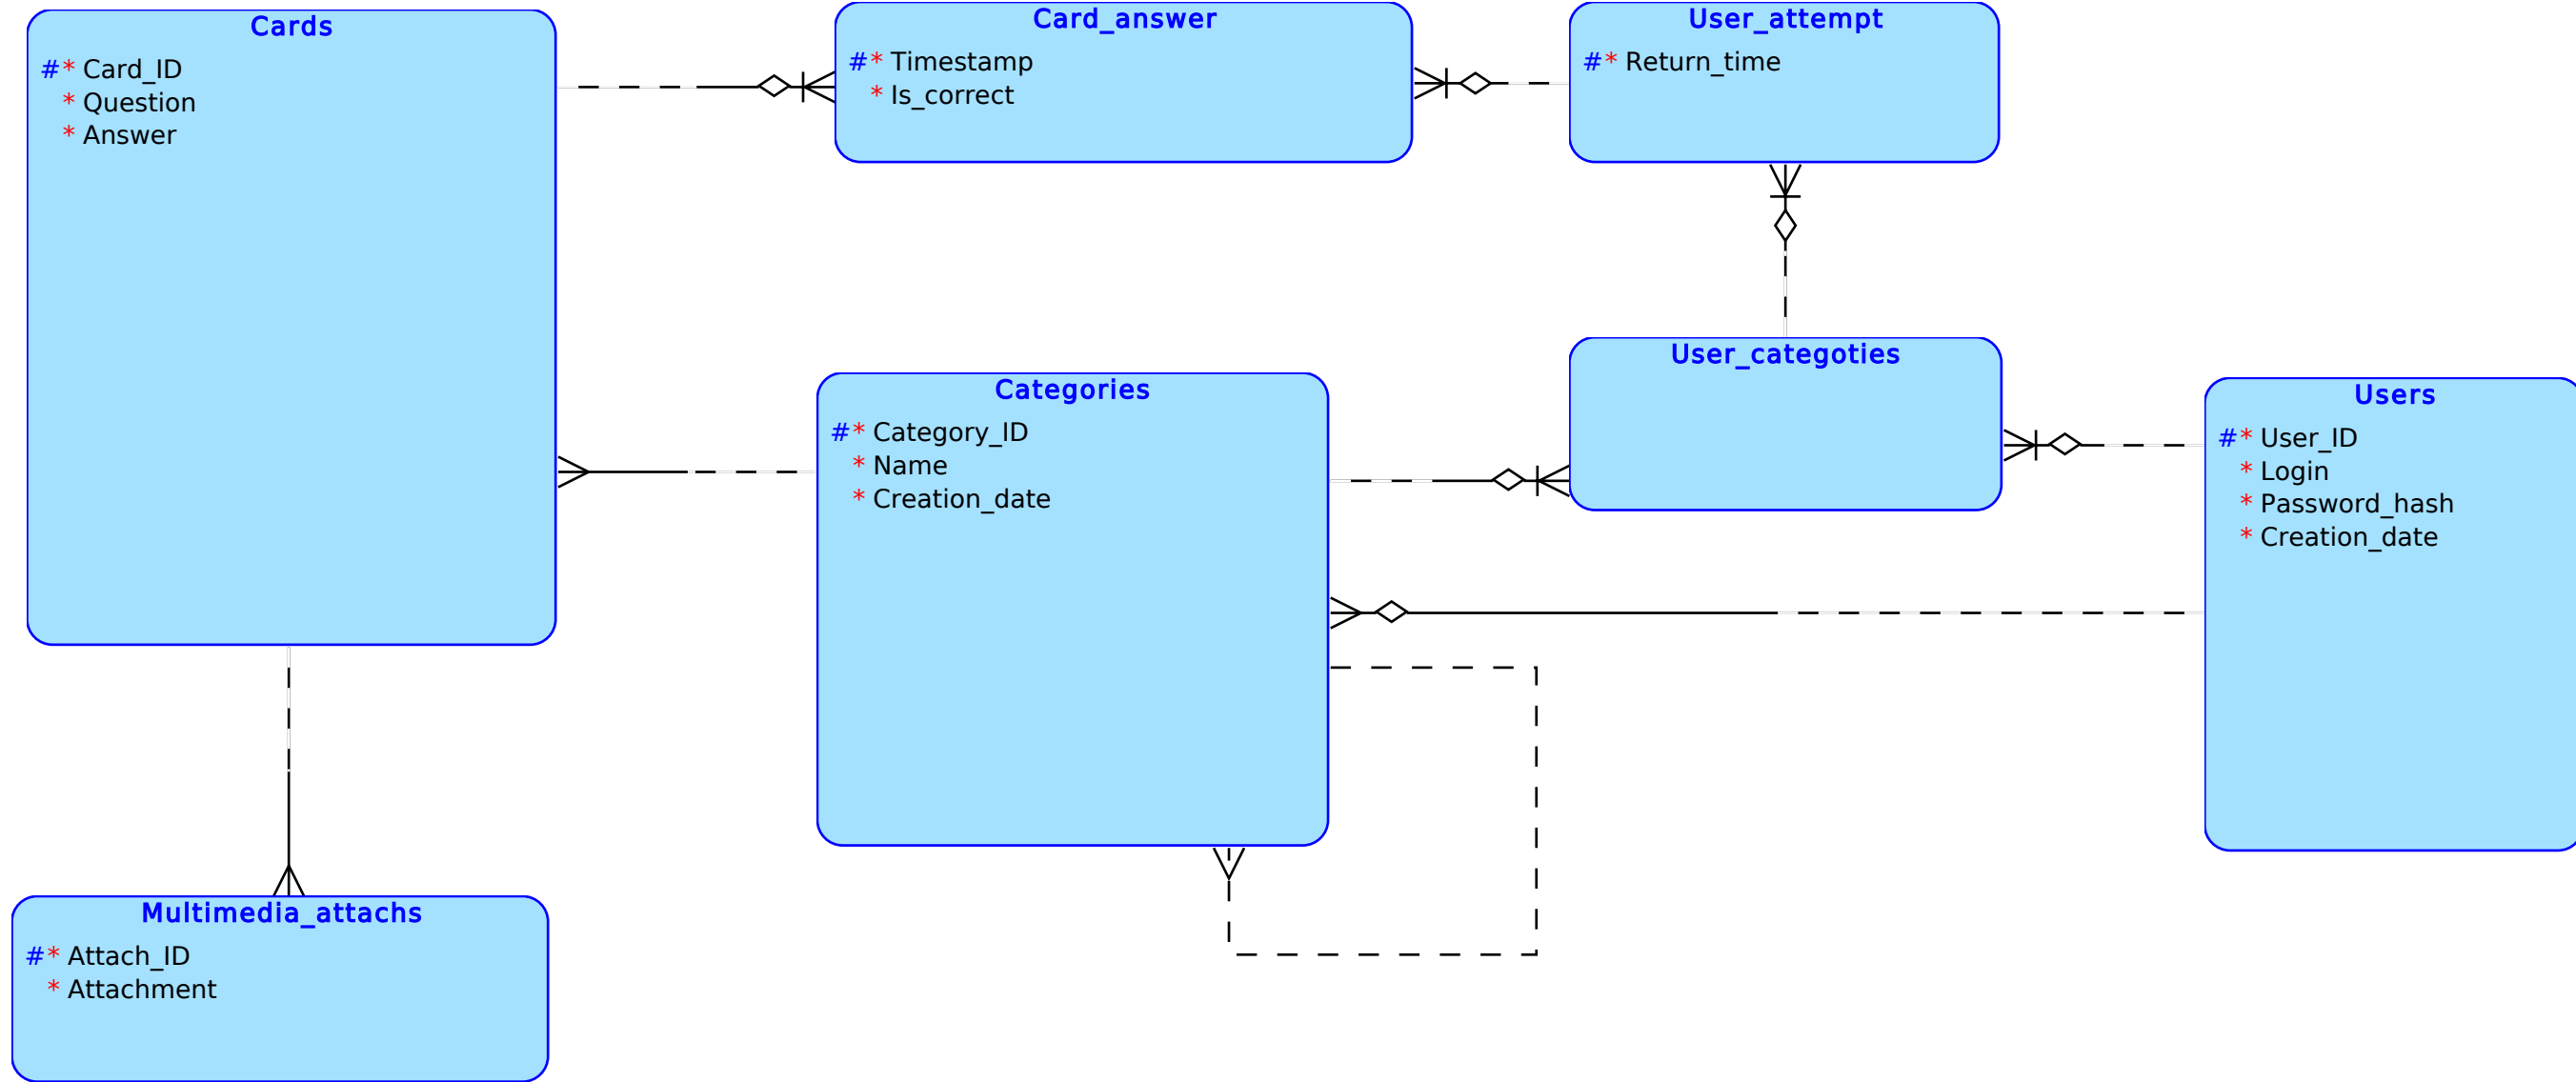 Cards
#* Card_ID
* Question
* Answer
Card_answer
#* Timestamp
* Is_correct
User_attempt
#* Return_time
User_categoties
Categories
#* Category_ID
* Name
* Creation_date
Users
#* User_ID
* Login
* Password_hash
* Creation_date
Multimedia_attachs
#* Attach_ID
* Attachment